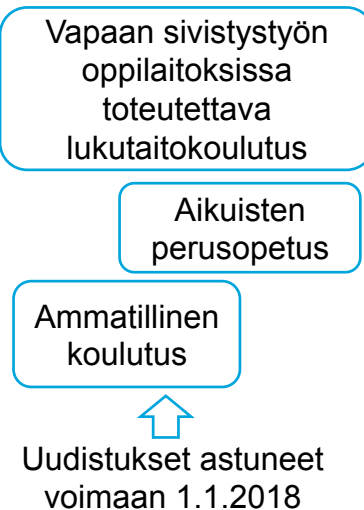 Vapaan sivistystyön
oppilaitoksissa
toteutettava
lukutaitokoulutus
Aikuisten
perusopetus
Ammatillinen
koulutus
Uudistukset astuneet
voimaan 1.1.2018